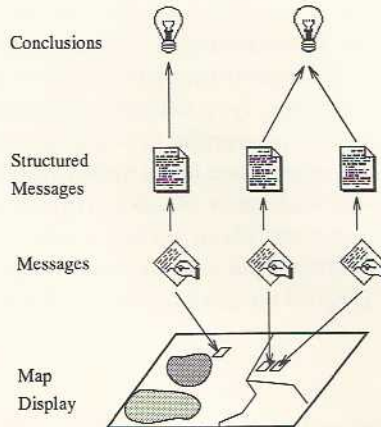 Conclusions
Structured
Messages
Messages
Map
Display